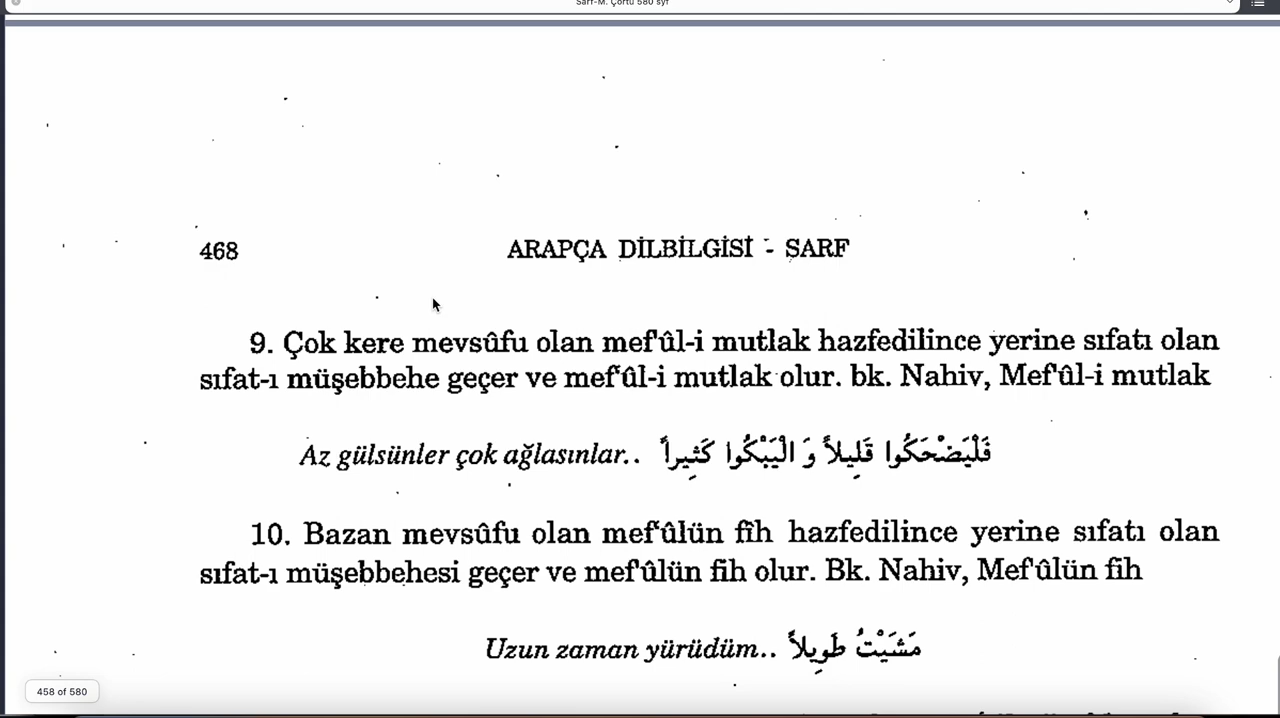 Sarf-M. Çörtü 580 syf
468 ARAPÇA DİLBİLGİSİ - SARF
9. Çok kere mevsûfu olan mef'ûl-i mutlak hazfedilince yerine sıfatı olan
sıfat-ı müşebbehe geçer ve mef'ûl-i mutlak olur. bk. Nahiv, Mef'ûl-i mutlak
Az gülsünler çok ağlasınlar.. فَلْيَضْحَكُوا قَلِيلاً وَ الْيَبْكُوا كَثِيراً
10. Bazan mevsûfu olan mef'ûlün fîh hazfedilince yerine sıfatı olan
sıfat-ı müşebbehesi geçer ve mef'ûlün fîh olur. Bk. Nahiv, Mef'ûlün fîh
Uzun zaman yürüdüm.. مَشَيْتُ طَوِيلاً
458 of 580